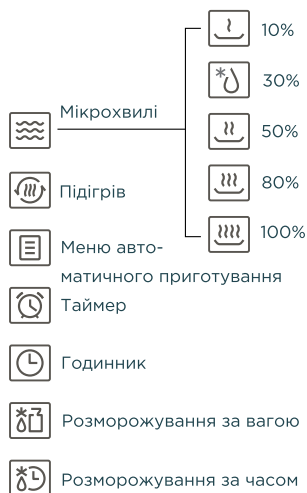 10%
30%
Мікрохвилі
50%
80%
Підігрів
100%
Меню авто-
матичного приготування
Таймер
Годинник
Розморожування за вагою
Розморожування за часом